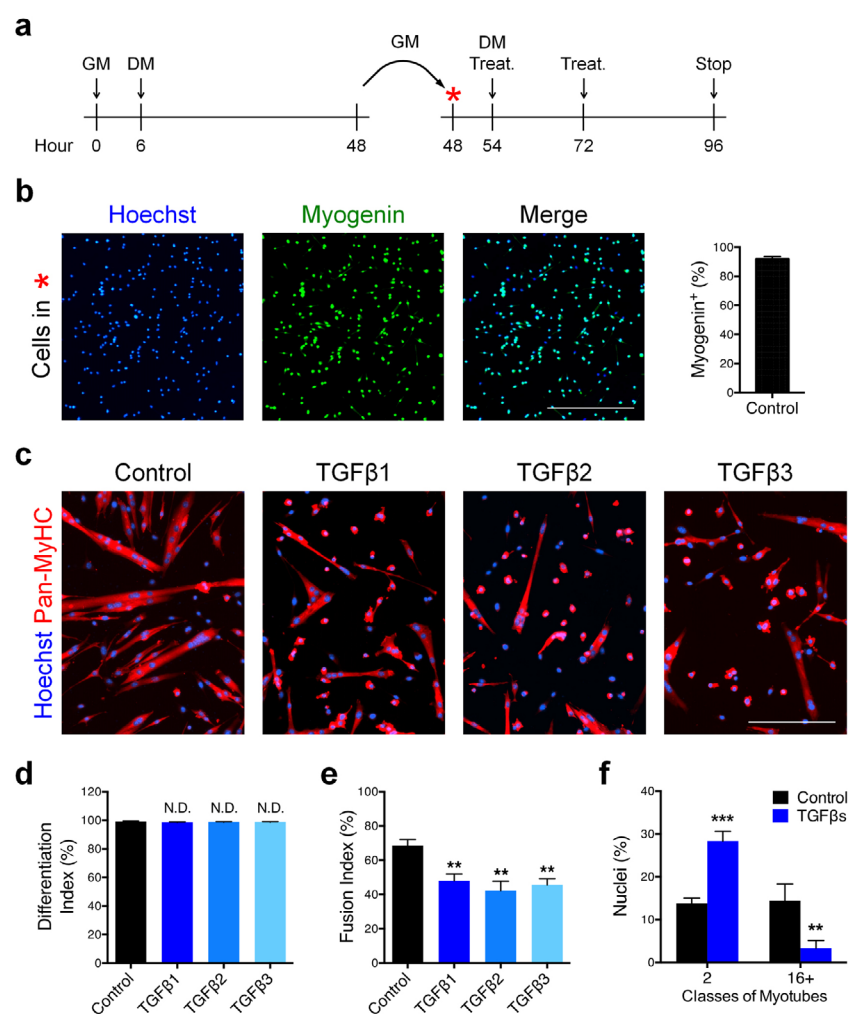 a
GM DM GM DM Treat. Treat. Stop
*
Hour 0 6 48 48 54 72 96
b
Hoechst Myogenin Merge
Cells in *
Myogenin+ (%)
100
80
60
40
20
0
Control
c
Control TGFβ1 TGFβ2 TGFβ3
Hoechst Pan-MyHC
d
Differentiation Index (%)
120
100
80
60
40
20
0
N.D. N.D. N.D.
Control TGFβ1 TGFβ2 TGFβ3
e
Fusion Index (%)
100
80
60
40
20
0
** ** **
Control TGFβ1 TGFβ2 TGFβ3
f
Control
TGFβs
Nuclei (%)
40
30
20
10
0
*** **
2 16+
Classes of Myotubes